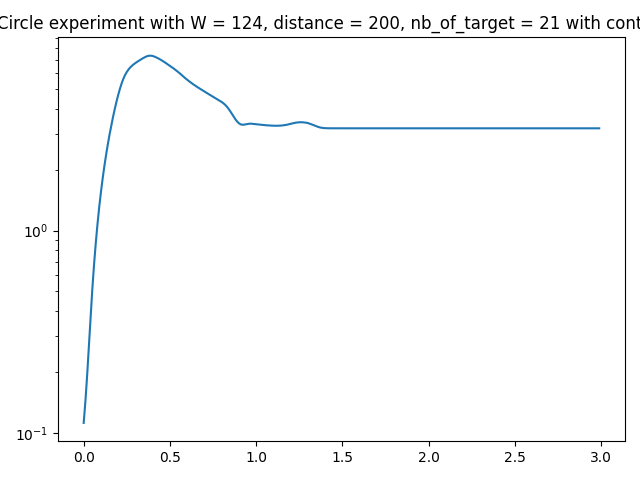 Circle experiment with W = 124, distance = 200, nb_of_target = 21 with cont
10⁰
10⁻¹
0.0 0.5 1.0 1.5 2.0 2.5 3.0